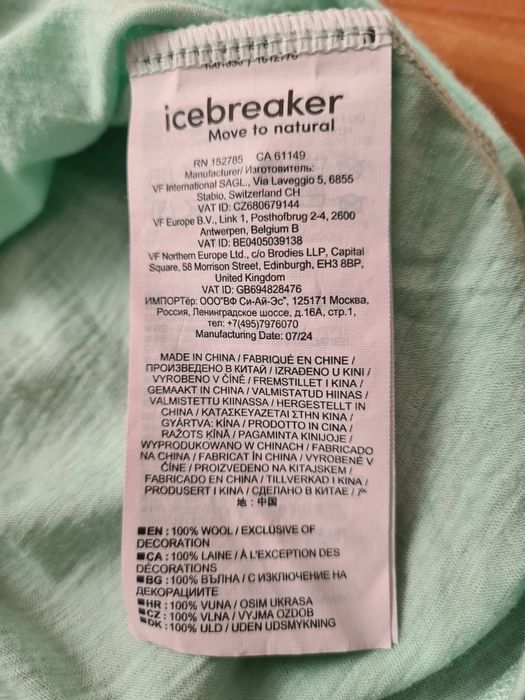 icebreaker
Move to natural
RN 152785 CA 61149
Manufacturer/ Изготовитель:
VF International SAGL., Via Laveggio 5, 6855
Stabio, Switzerland CH
VAT ID: CZ680679144
VF Europe B.V., Link 1, Posthofbrug 2-4, 2600
Antwerpen, Belgium B
VAT ID: BE0405039138
VF Northern Europe Ltd., c/o Brodies LLP, Capital
Square, 58 Morrison Street, Edinburgh, EH3 8BP,
United Kingdom
VAT ID: GB694828476
ИМПОРТёр: ООО"ВФ Си-Ай-Эс", 125171 Москва,
Россия, Ленинградское шоссе, д.16А, стр.1,
тел: +7(495)7976070
Manufacturing Date: 07/24
MADE IN CHINA / FABRIQUÉ EN CHINE /
ПРОИЗВЕДЕНО В КИТАЙ / IZRAĐENO U KINI /
VYROBENO V ČÍNĚ / FREMSTILLET I KINA /
GEMAAKT IN CHINA / VALMISTATUD HIINAS /
VALMISTETTU KIINASSA / HERGESTELLT IN
CHINA / ΚΑΤΑΣΚΕΥΑΖΕΤΑΙ ΣΤΗΝ ΚΙΝΑ /
GYÁRTVA: KÍNA / PRODOTTO IN CINA /
RAŽOTS ĶĪNĀ / PAGAMINTA KINIJOJE /
WYPRODUKOWANO W CHINACH / FABRICADO
NA CHINA / FABRICAT ÎN CHINA / VYROBENÉ V
ČÍNE / PROIZVEDENO NA KITAJSKEM /
FABRICADO EN CHINA / TILLVERKAD I KINA /
PRODUSERT I KINA / СДЕЛАНО В КИТАЕ / 产
地：中国
EN : 100% WOOL / EXCLUSIVE OF
DECORATION
CA : 100% LAINE / À L'EXCEPTION DES
DÉCORATIONS
BG : 100% ВЪЛНА / С ИЗКЛЮЧЕНИЕ НА
ДЕКОРАЦИИТЕ
HR : 100% VUNA / OSIM UKRASA
CZ : 100% VLNA / VYJMA OZDOB
DK : 100% ULD / UDEN UDSMYKNING